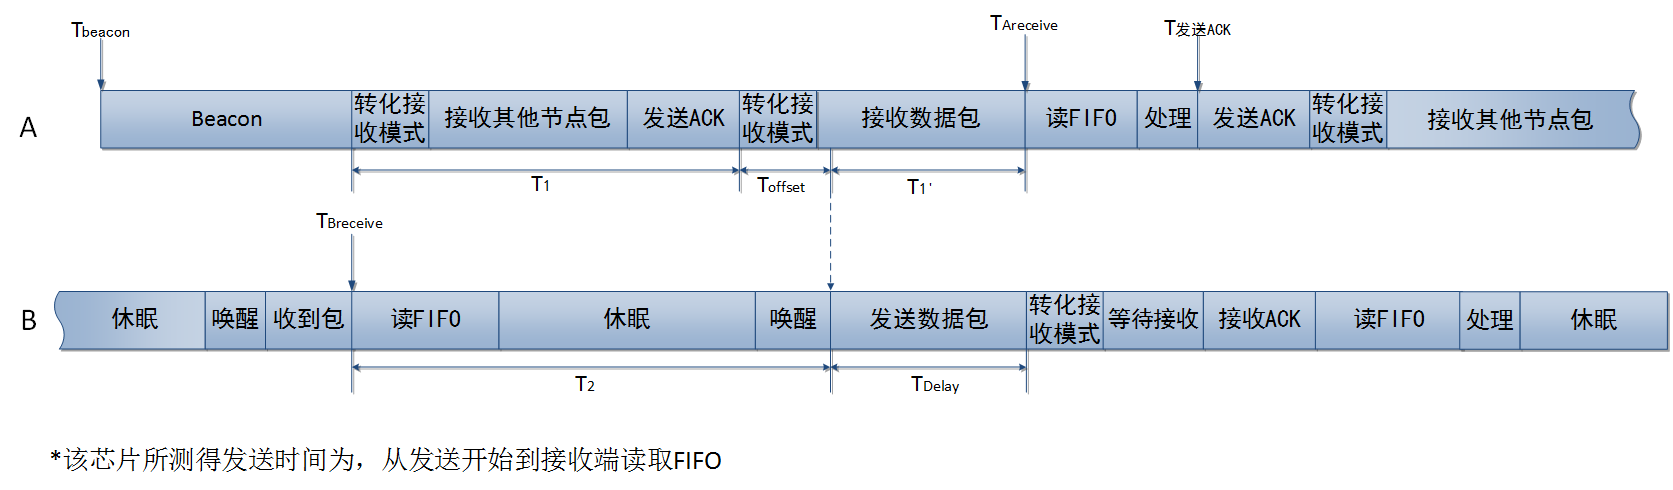 Tbeacon
TAreceive
T发送ACK
A
Beacon
转化接
收模式
接收其他节点包
发送ACK
转化接
收模式
接收数据包
读FIFO
处理
发送ACK
转化接
收模式
接收其他节点包
T1
Toffset
T1'
TBreceive
B
休眠
唤醒
收到包
读FIFO
休眠
唤醒
发送数据包
转化接
收模式
等待接收
接收ACK
读FIFO
处理
休眠
T2
TDelay
*该芯片所测得发送时间为，从发送开始到接收端读取FIFO